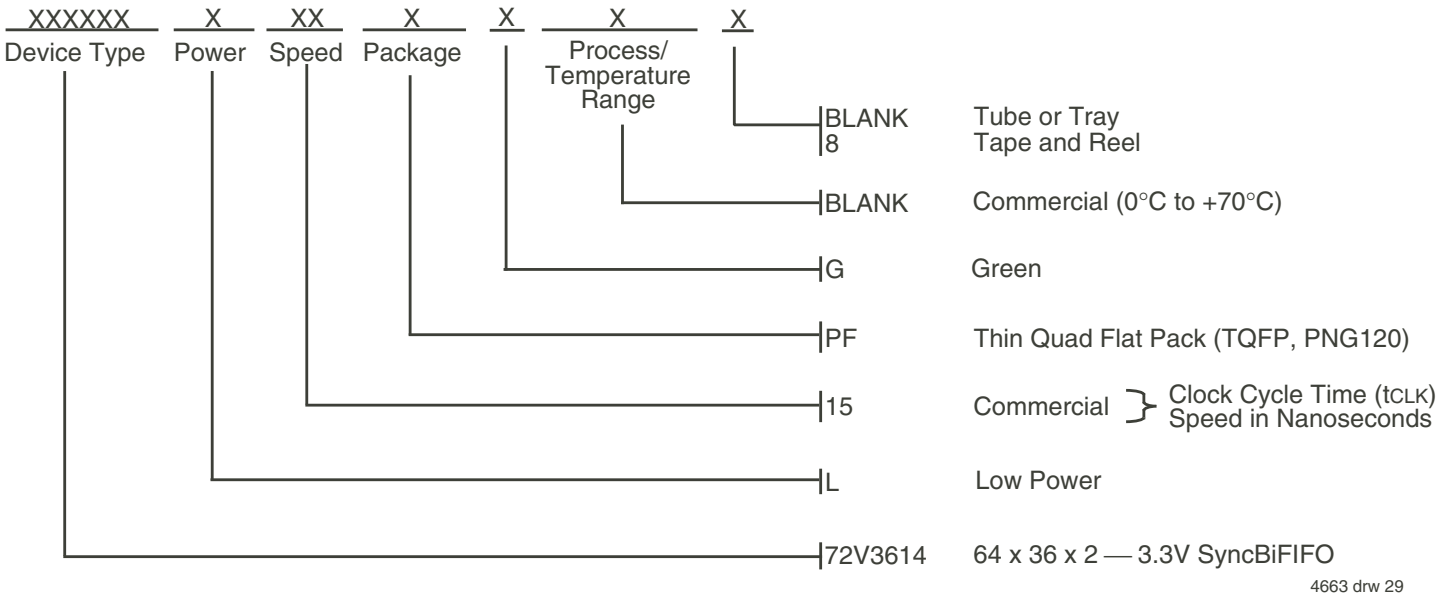 XXXXXX X XX X X X X
Device Type Power Speed Package Process/
Temperature
Range
BLANK Tube or Tray
8 Tape and Reel
BLANK Commercial (0°C to +70°C)
G Green
PF Thin Quad Flat Pack (TQFP, PNG120)
15 Commercial } Clock Cycle Time (tCLK)
Speed in Nanoseconds
L Low Power
72V3614 64 x 36 x 2 — 3.3V SyncBiFIFO
4663 drw 29